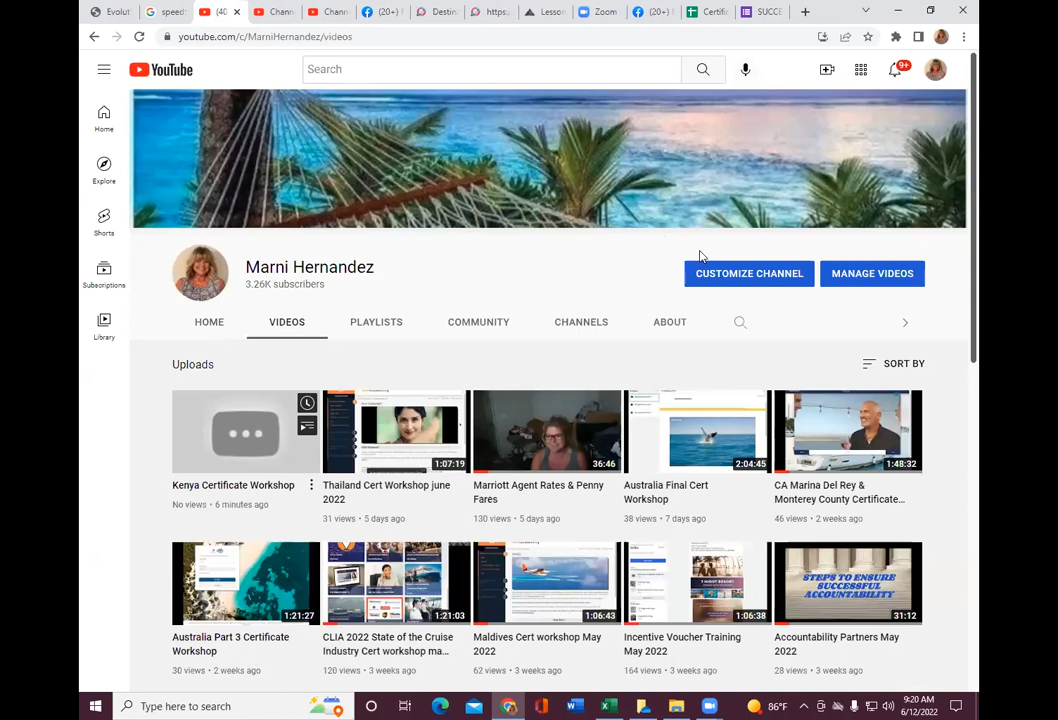 Evoluti
speed
(40
Chann
Chann
(20+)
Destin
https:
Lesson
Zoom
(20+)
Certific
SUCCE
youtube.com/c/MarniHernandez/videos
YouTube
Search
9+
Home
Explore
Shorts
Subscriptions
Library
Marni Hernandez
3.26K subscribers
CUSTOMIZE CHANNEL
MANAGE VIDEOS
HOME
VIDEOS
PLAYLISTS
COMMUNITY
CHANNELS
ABOUT
Uploads
SORT BY
1:07:19
36:46
2:04:45
1:48:32
Kenya Certificate Workshop
No views • 6 minutes ago
Thailand Cert Workshop june
2022
31 views • 5 days ago
Marriott Agent Rates & Penny
Fares
130 views • 5 days ago
Australia Final Cert
Workshop
38 views • 7 days ago
CA Marina Del Rey &
Monterey County Certificate...
46 views • 2 weeks ago
1:21:27
1:21:03
1:06:43
1:06:38
STEPS TO ENSURE
SUCCESSFUL
ACCOUNTABILITY
31:12
Australia Part 3 Certificate
Workshop
30 views • 2 weeks ago
CLIA 2022 State of the Cruise
Industry Cert workshop ma...
120 views • 3 weeks ago
Maldives Cert workshop May
2022
62 views • 3 weeks ago
Incentive Voucher Training
May 2022
164 views • 3 weeks ago
Accountability Partners May
2022
28 views • 3 weeks ago
Type here to search
86°F
9:20 AM
6/12/2022